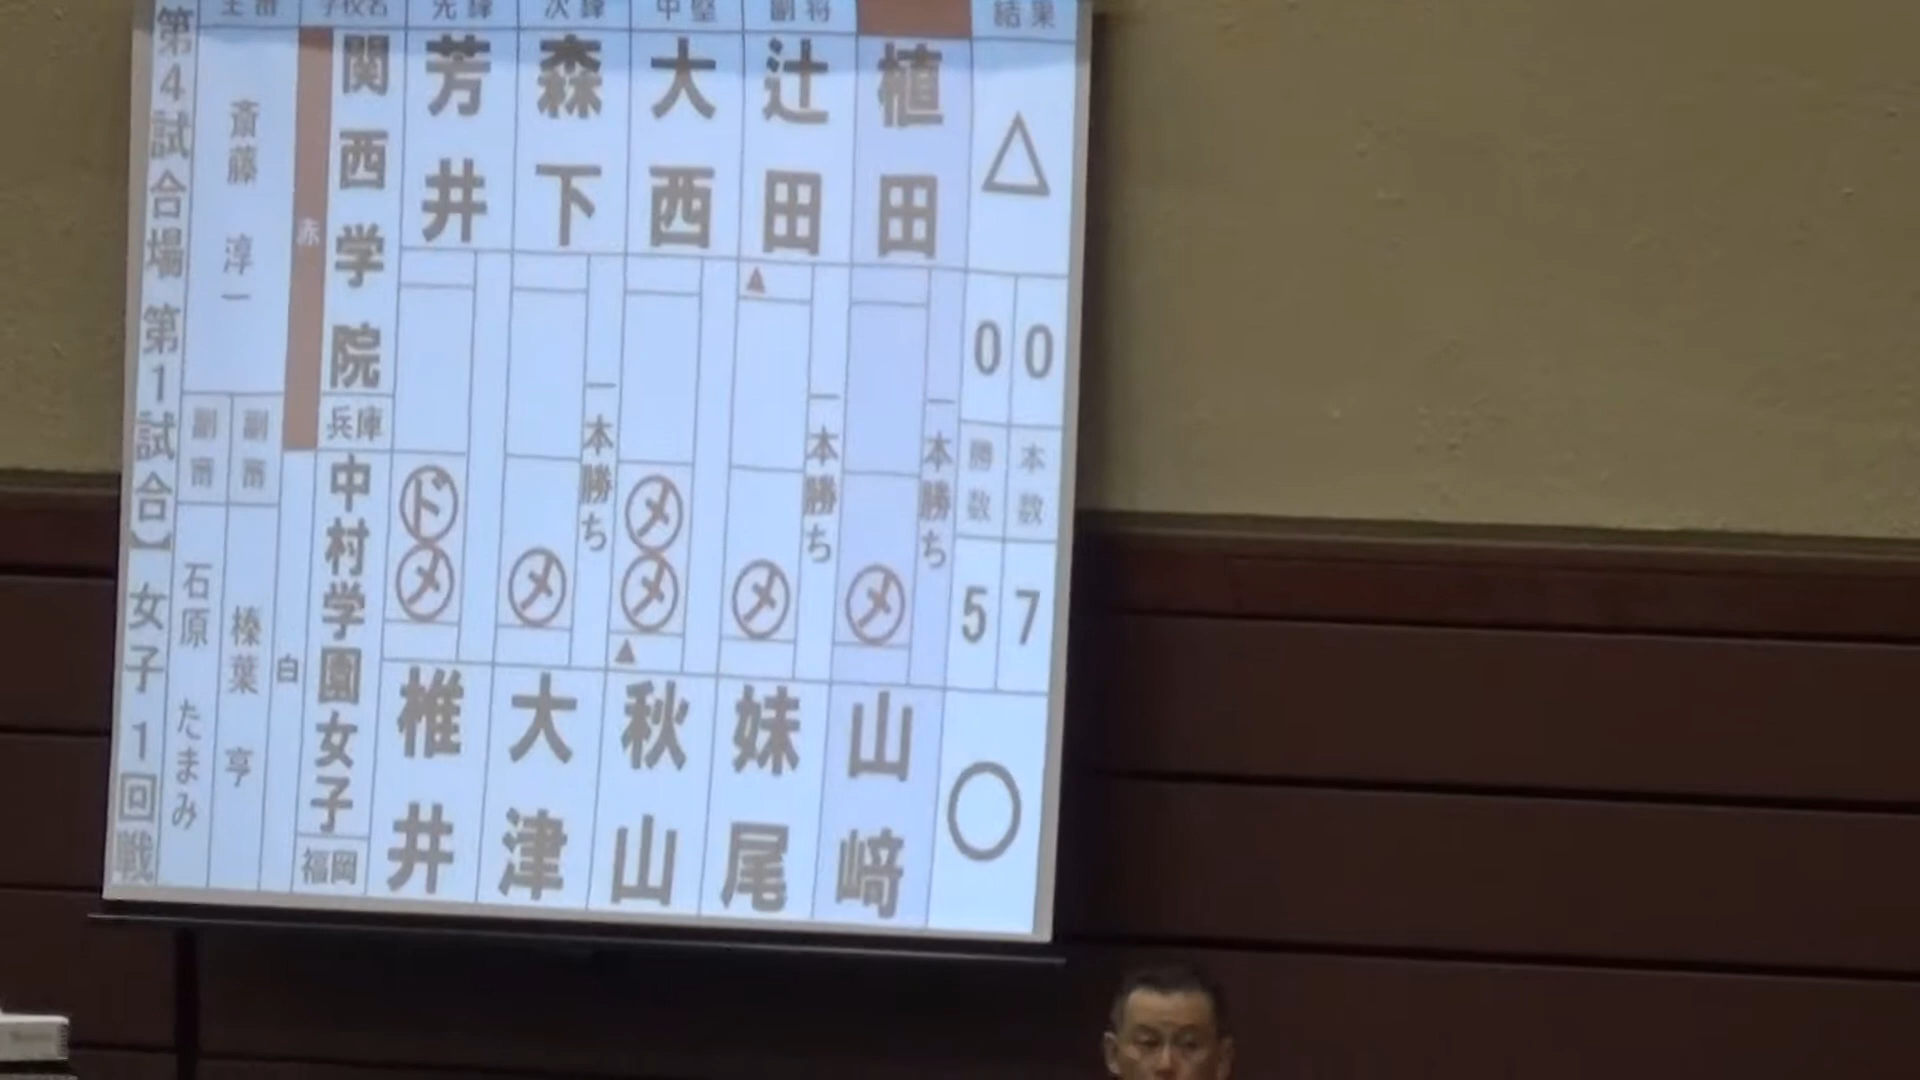 第4試合場 第1試合】 女子 1回戦
主審 学校名 先鋒 次鋒 中堅 副将 結果
斎藤 淳一
副審 副審
石原 たまみ
榛葉 亨
赤
関西学院 兵庫
芳井 森下 大西 辻田 植田 △
▲
0 0
一本勝ち 一本勝ち 一本勝ち
勝数 本数
ド メ メ メ メ メ メ
5 7
▲
白
中村学園女子 福岡
椎井 大津 秋山 妹尾 山﨑 ○